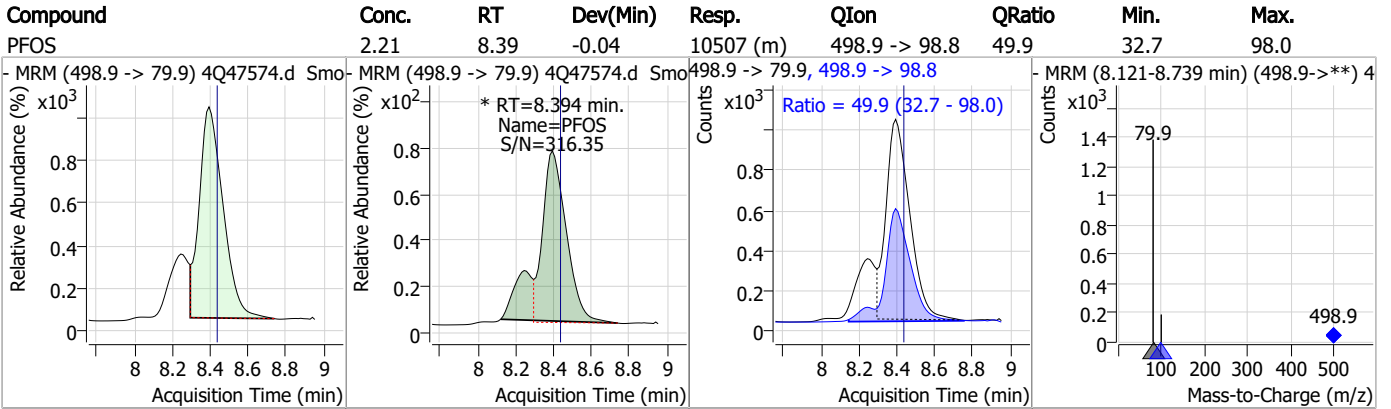 Compound Conc. RT Dev(Min) Resp. QIon QRatio Min. Max.
PFOS 2.21 8.39 -0.04 10507 (m) 498.9 -> 98.8 49.9 32.7 98.0
- MRM (498.9 -> 79.9) 4Q47574.d Smo
x10³
Relative Abundance (%)
0.8
0.6
0.4
0.2
0
8 8.2 8.4 8.6 8.8 9
Acquisition Time (min)
- MRM (498.9 -> 79.9) 4Q47574.d Smo
x10²
* RT=8.394 min.
Name=PFOS
S/N=316.35
Relative Abundance (%)
0.8
0.6
0.4
0.2
0
8 8.2 8.4 8.6 8.8 9
Acquisition Time (min)
498.9 -> 79.9, 498.9 -> 98.8
x10³
Ratio = 49.9 (32.7 - 98.0)
Counts
0.8
0.6
0.4
0.2
0
8 8.2 8.4 8.6 8.8 9
Acquisition Time (min)
- MRM (8.121-8.739 min) (498.9->**) 4
x10³
Counts
79.9
498.9
1.4
1.2
1
0.8
0.6
0.4
0.2
0
100 200 300 400 500
Mass-to-Charge (m/z)